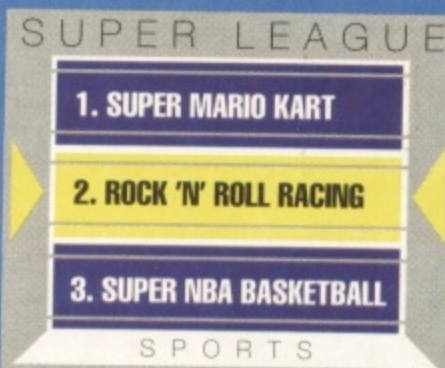 SUPER LEAGUE
1. SUPER MARIO KART
2. ROCK 'N' ROLL RACING
3. SUPER NBA BASKETBALL
SPORTS